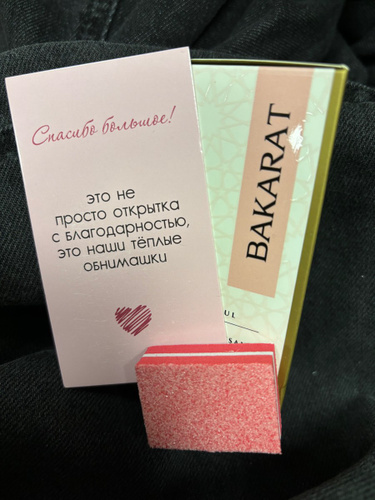 Спасибо большое!
это не
просто открытка
с благодарностью,
это наши тёплые
обнимашки
BAKARAT